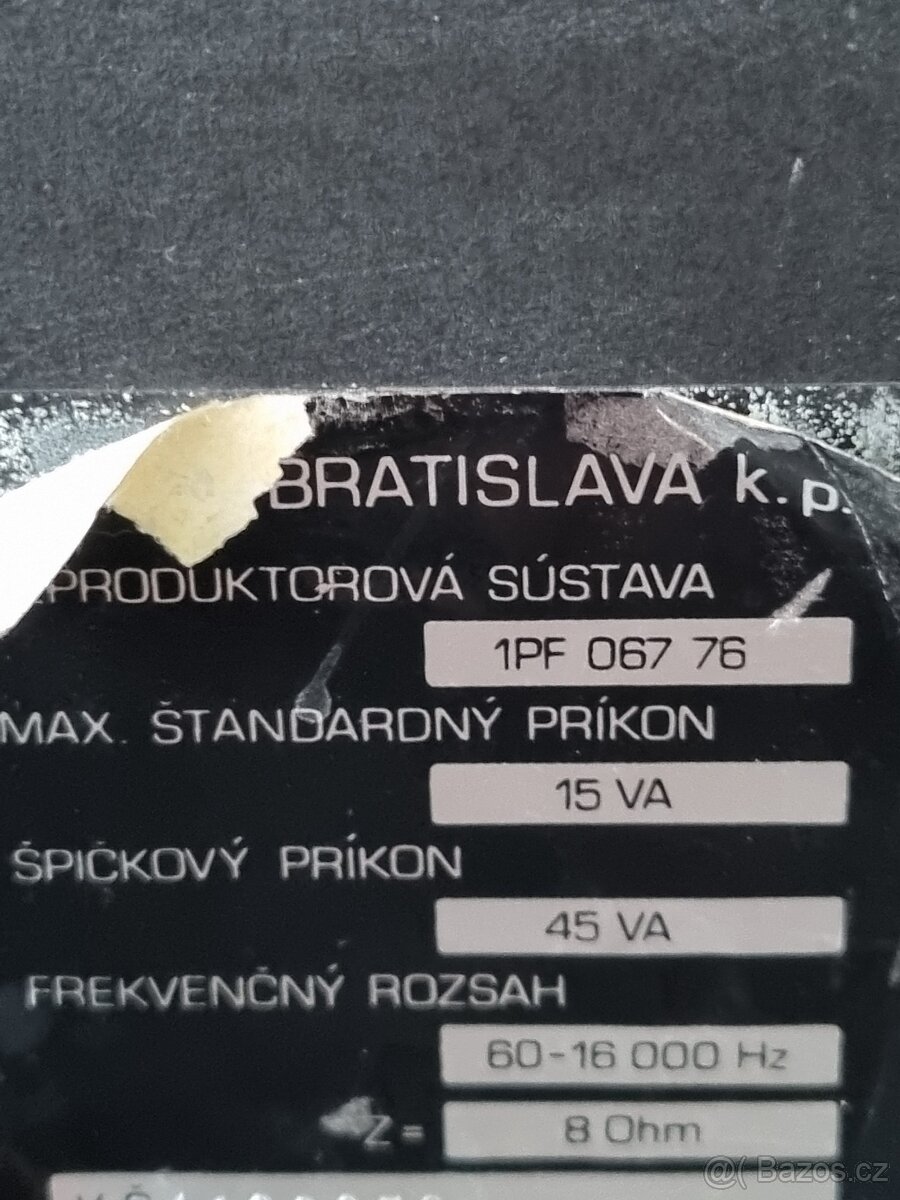 BRATISLAVA k.p.
EPRODUKTOROVÁ SÚSTAVA
1PF 067 76
MAX. ŠTANDARDNÝ PRÍKON
15 VA
ŠPIČKOVÝ PRÍKON
45 VA
FREKVENČNÝ ROZSAH
60-16 000 Hz
Z = 8 Ohm
@( Bazos.cz